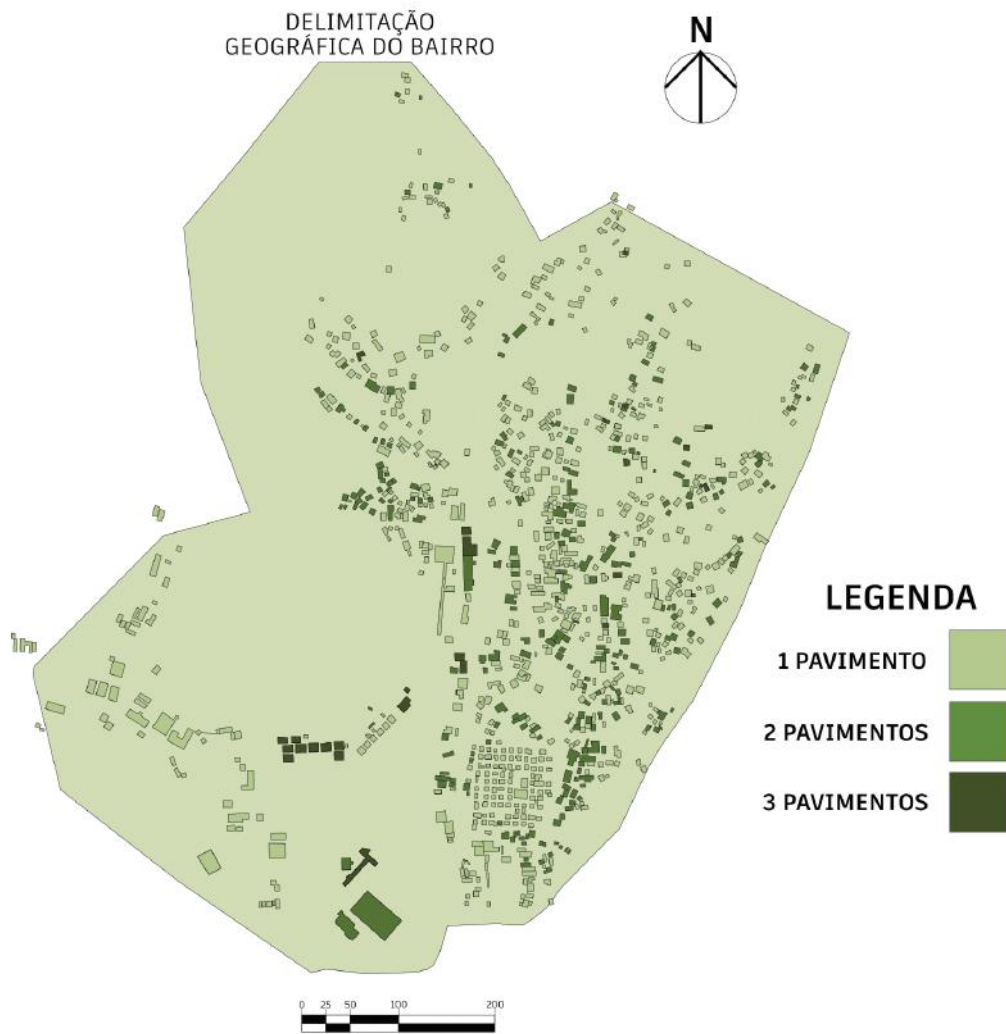 DELIMITAÇÃO
GEOGRÁFICA DO BAIRRO
N
LEGENDA
1 PAVIMENTO
2 PAVIMENTOS
3 PAVIMENTOS
0 25 50 100 200